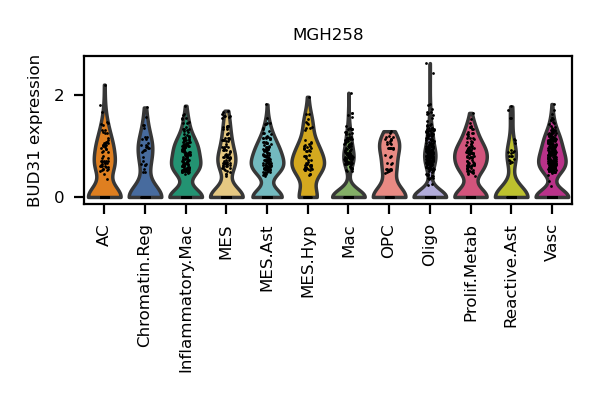 MGH258
BUD31 expression
2
0
AC
Chromatin.Reg
Inflammatory.Mac
MES
MES.Ast
MES.Hyp
Mac
OPC
Oligo
Prolif.Metab
Reactive.Ast
Vasc